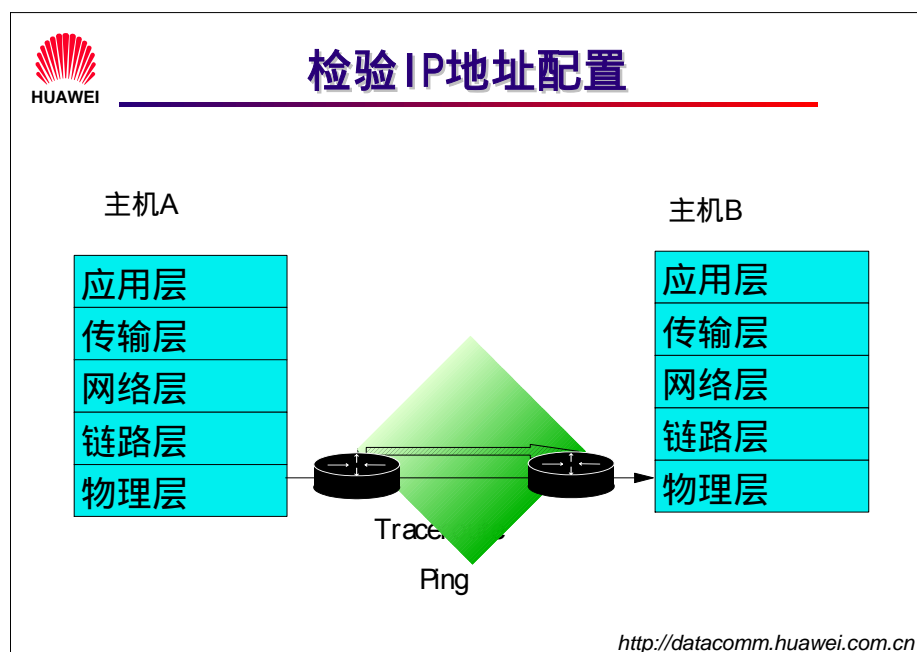 HUAWEI
检验IP地址配置
主机A
主机B
应用层
传输层
网络层
链路层
物理层
应用层
传输层
网络层
链路层
物理层
Ping
http://datacomm.huawei.com.cn